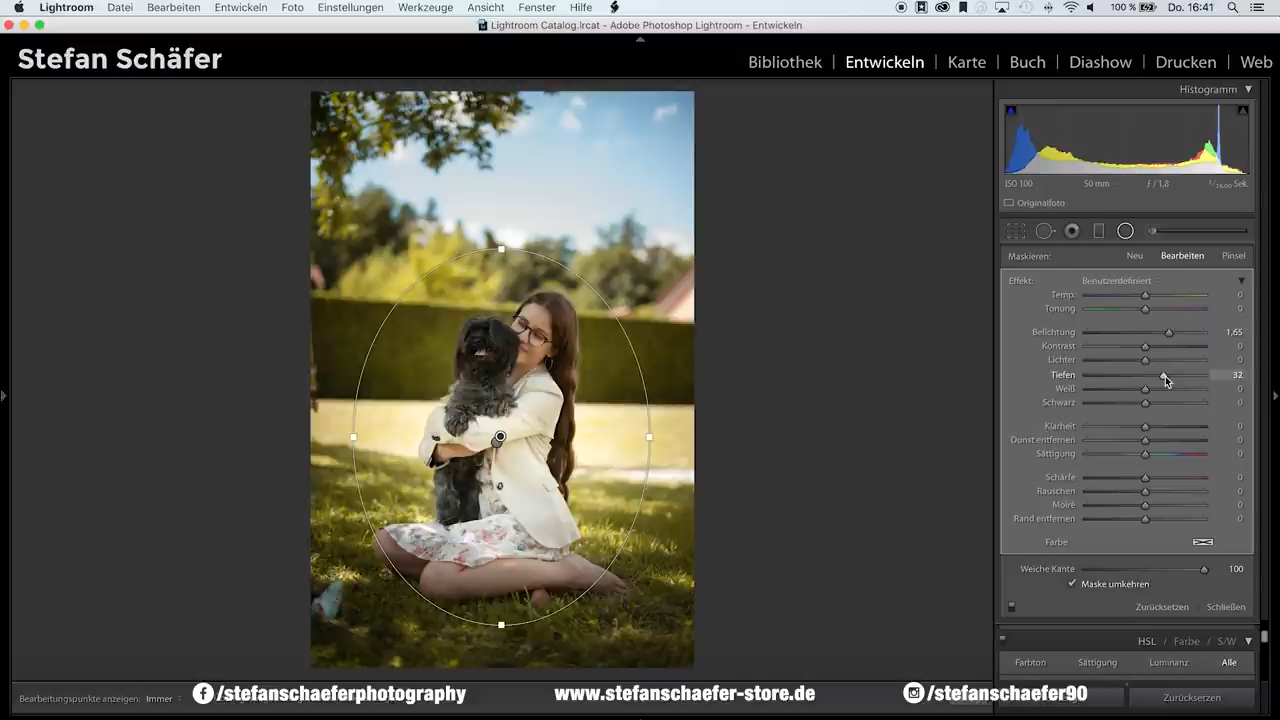 Lightroom Datei Bearbeiten Entwickeln Foto Einstellungen Werkzeuge Ansicht Fenster Hilfe 100 % Do. 16:41
Lightroom Catalog.lrcat - Adobe Photoshop Lightroom - Entwickeln
Stefan Schäfer
Bibliothek | Entwickeln | Karte | Buch | Diashow | Drucken | Web
Histogramm
ISO 100 50 mm ƒ / 1,8
Originalfoto
Maskieren: Neu Bearbeiten Pinsel
Effekt: Benutzerdefiniert
Temp. 0
Tonung 0
Belichtung 1,65
Kontrast 0
Lichter 0
Tiefen 32
Weiß 0
Schwarz 0
Klarheit 0
Dunst entfernen 0
Sättigung 0
Schärfe 0
Rauschen 0
Moiré 0
Rand entfernen 0
Farbe
Weiche Kante 100
Maske umkehren
Zurücksetzen Schließen
HSL / Farbe / S/W
Farbton Sättigung Luminanz Alle
Bearbeitungspunkte anzeigen: Immer
/stefanschaeferphotography www.stefanschaefer-store.de /stefanschaefer90
Zurücksetzen